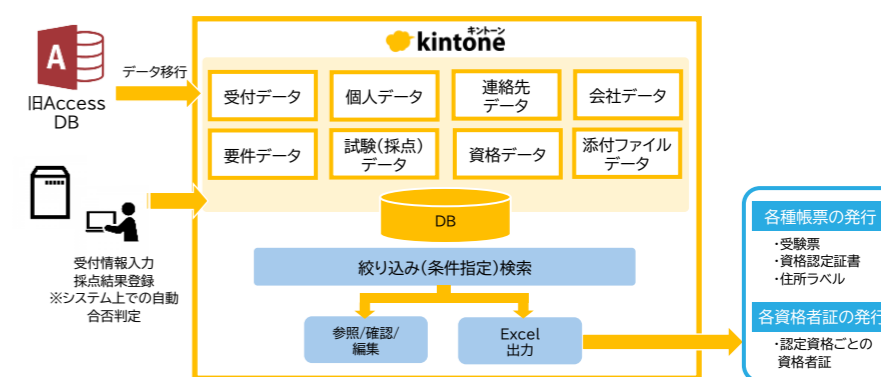 キントーン
kintone
A
旧Access
DB
データ移行
受付データ
個人データ
連絡先
データ
会社データ
要件データ
試験(採点)
データ
資格データ
添付ファイル
データ
DB
受付情報入力
採点結果登録
※システム上での自動
合否判定
絞り込み(条件指定)検索
参照/確認/
編集
Excel
出力
各種帳票の発行
・受験票
・資格認定証書
・住所ラベル
各資格者証の発行
・認定資格ごとの
資格者証